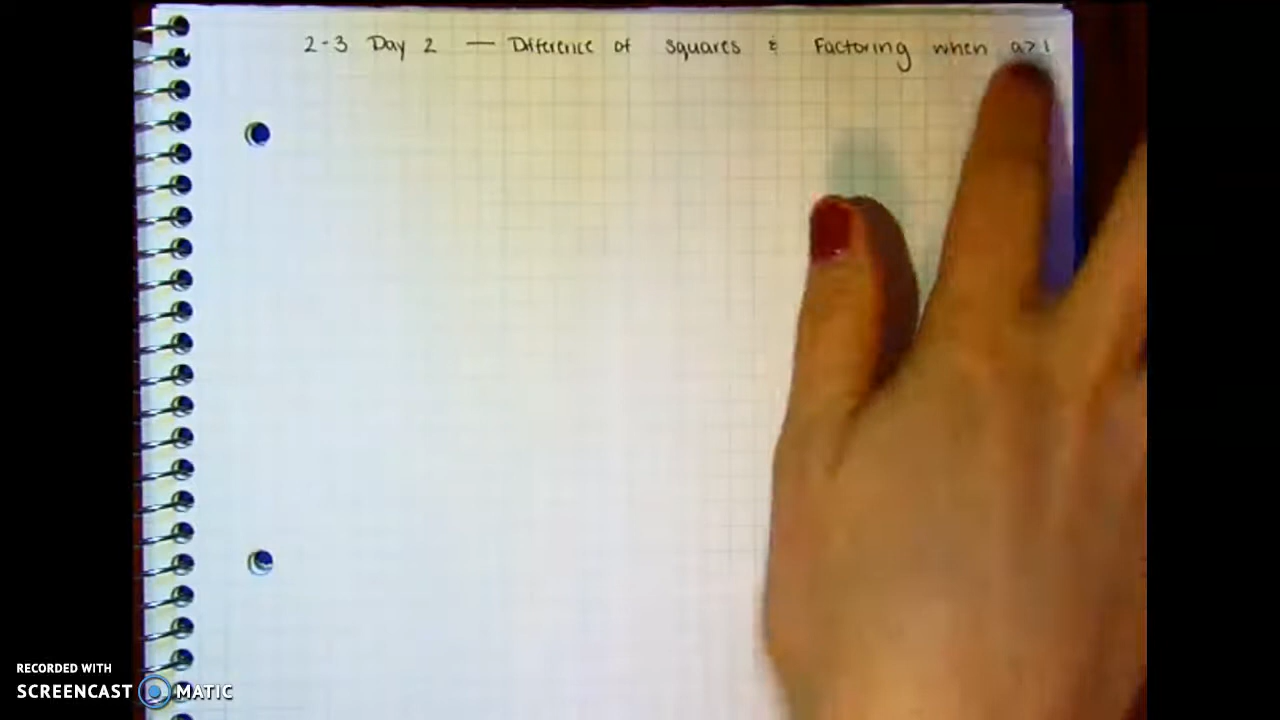 2-3 Day 2 — Difference of squares & Factoring when a>1
RECORDED WITH
SCREENCAST MATIC